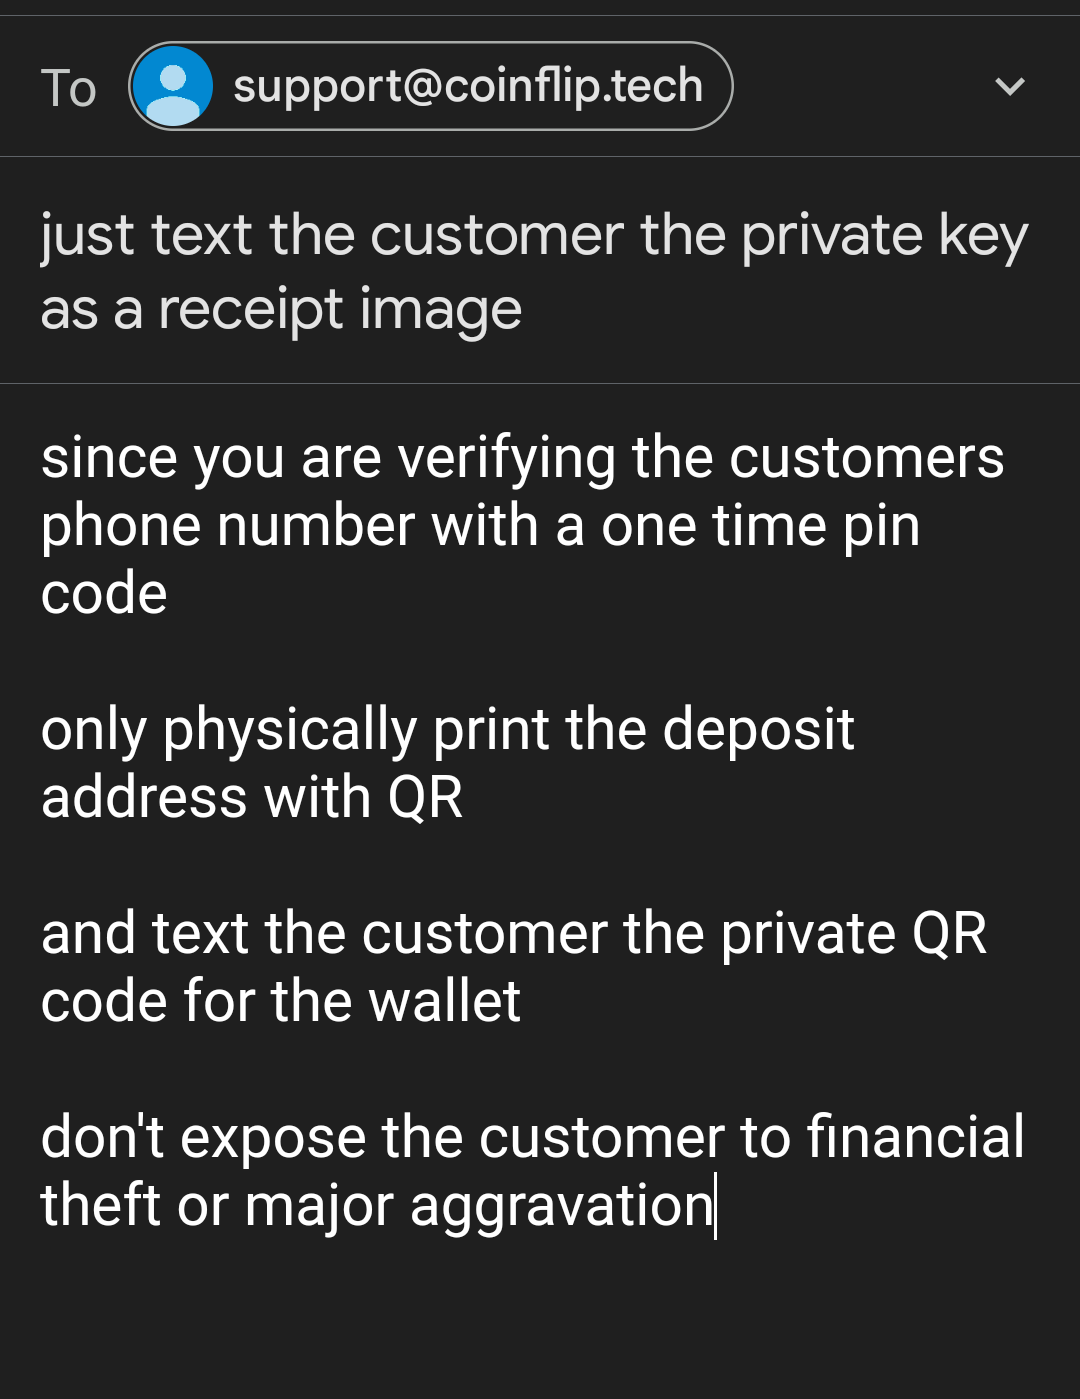 To support@coinflip.tech
just text the customer the private key
as a receipt image
since you are verifying the customers
phone number with a one time pin
code
only physically print the deposit
address with QR
and text the customer the private QR
code for the wallet
don't expose the customer to financial
theft or major aggravation